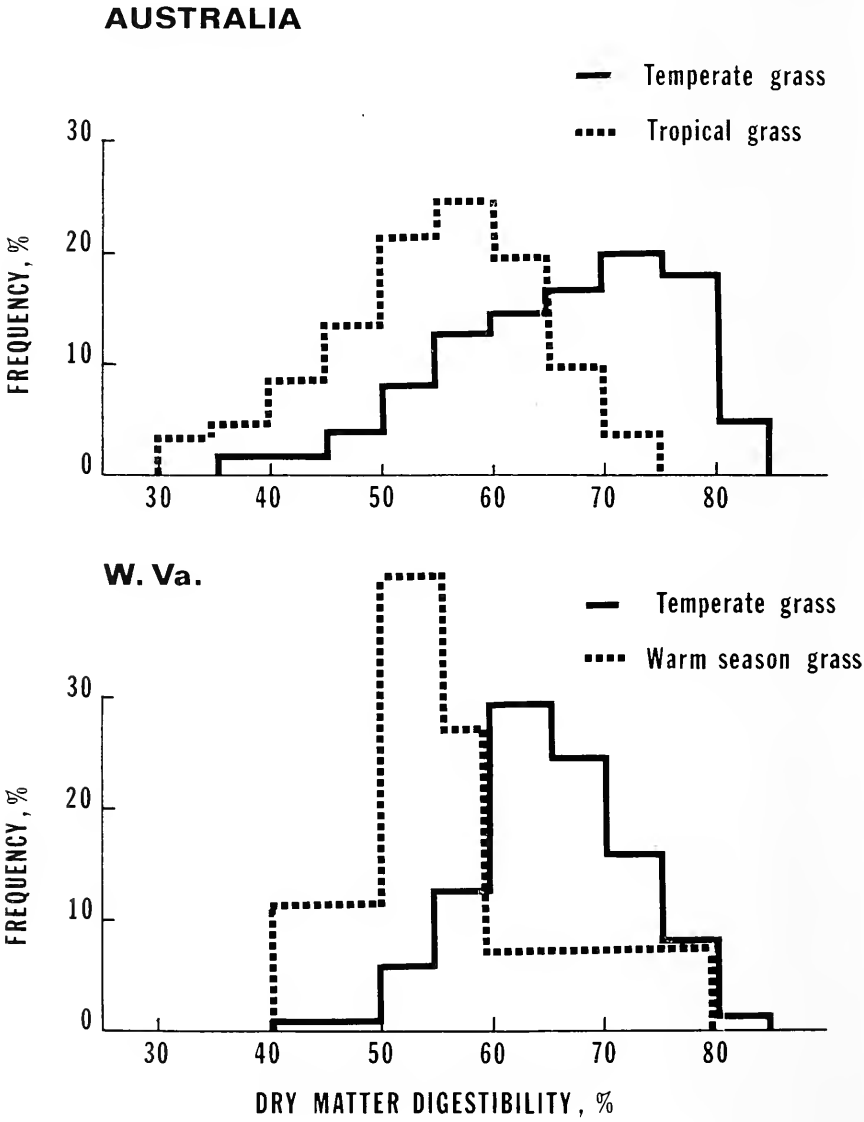 AUSTRALIA
Temperate grass
Tropical grass
FREQUENCY, %
30
20
10
0
30 40 50 60 70 80
W. Va.
Temperate grass
Warm season grass
FREQUENCY, %
30
20
10
0
30 40 50 60 70 80
DRY MATTER DIGESTIBILITY, %